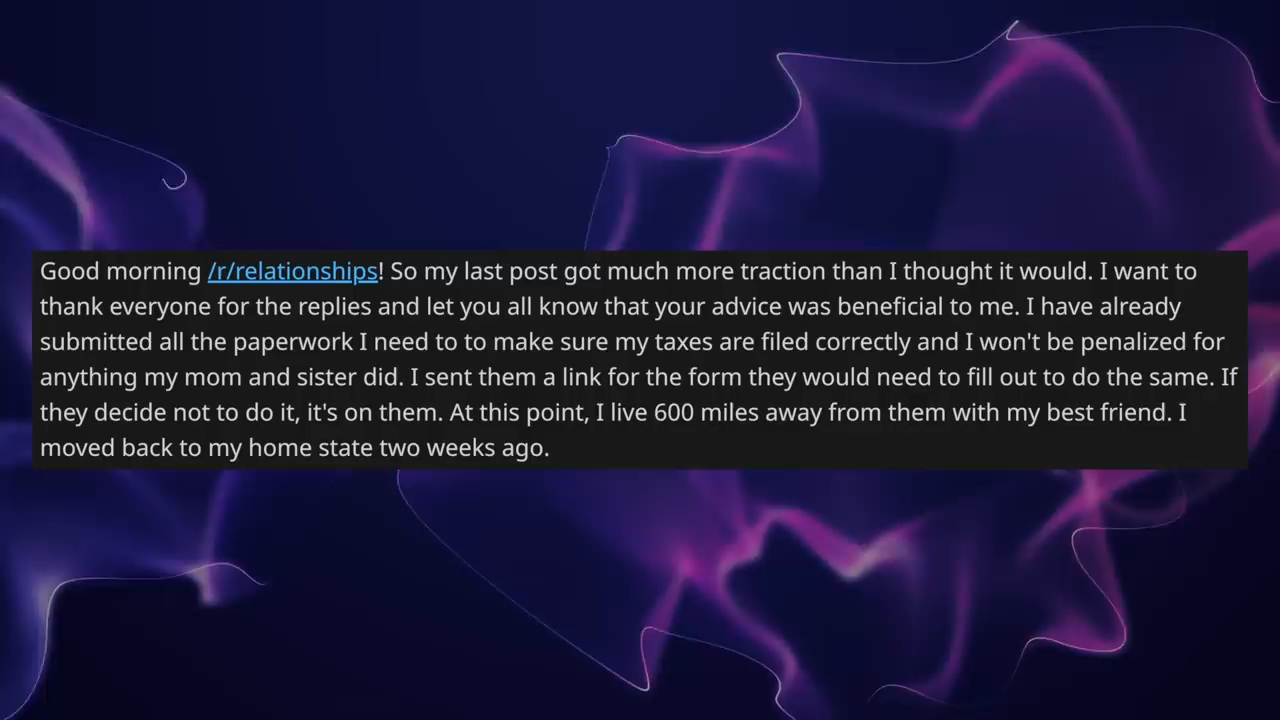 Good morning /r/relationships! So my last post got much more traction than I thought it would. I want to
thank everyone for the replies and let you all know that your advice was beneficial to me. I have already
submitted all the paperwork I need to to make sure my taxes are filed correctly and I won't be penalized for
anything my mom and sister did. I sent them a link for the form they would need to fill out to do the same. If
they decide not to do it, it's on them. At this point, I live 600 miles away from them with my best friend. I
moved back to my home state two weeks ago.